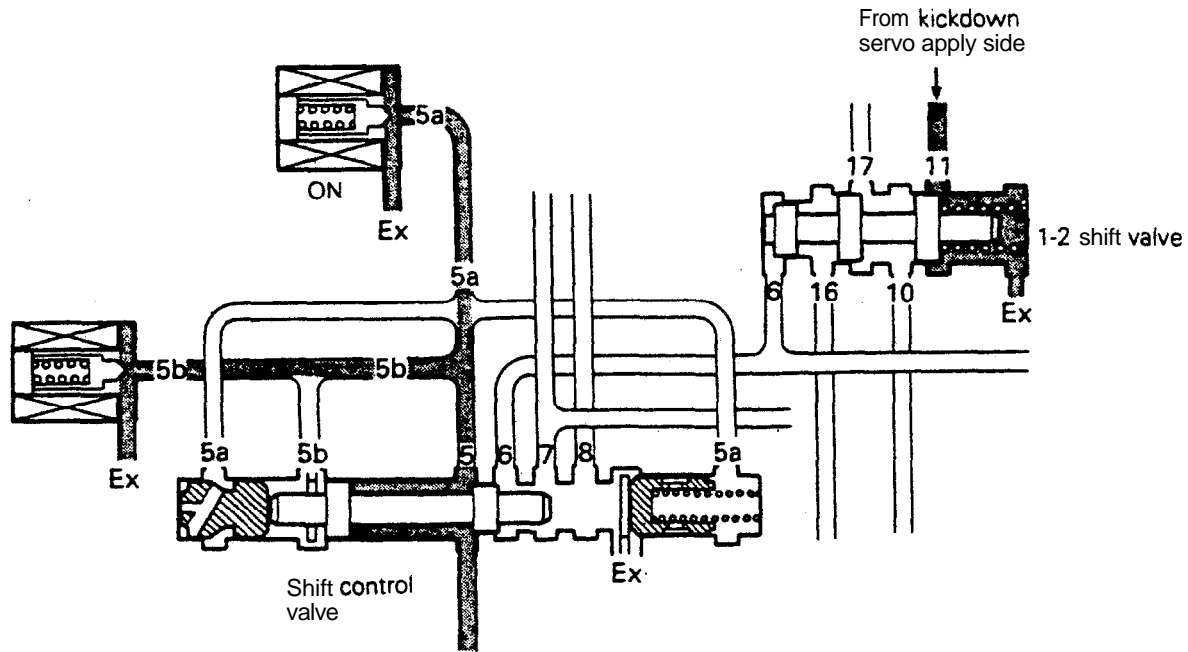 From kickdown
servo apply side
5a
ON
Ex
17
11
1-2 shift valve
5a
6
16
10
Ex
5b
5b
5a
5b
5
6
7
8
5a
Ex
Ex
Shift control
valve